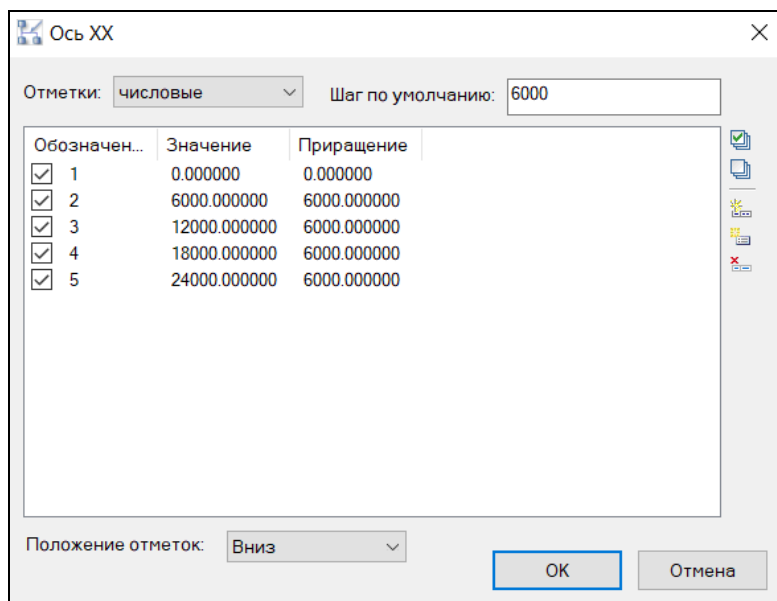 Ось XX
Отметки: числовые Шаг по умолчанию: 6000
Обозначен... Значение Приращение
1 0.000000 0.000000
2 6000.000000 6000.000000
3 12000.000000 6000.000000
4 18000.000000 6000.000000
5 24000.000000 6000.000000
Положение отметок: Вниз
OK Отмена